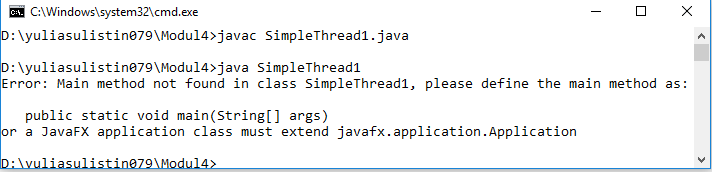 C:\Windows\system32\cmd.exe
D:\yuliasulistin079\Modul4>javac SimpleThread1.java
D:\yuliasulistin079\Modul4>java SimpleThread1
Error: Main method not found in class SimpleThread1, please define the main method as:
public static void main(String[] args)
or a JavaFX application class must extend javafx.application.Application
D:\yuliasulistin079\Modul4>